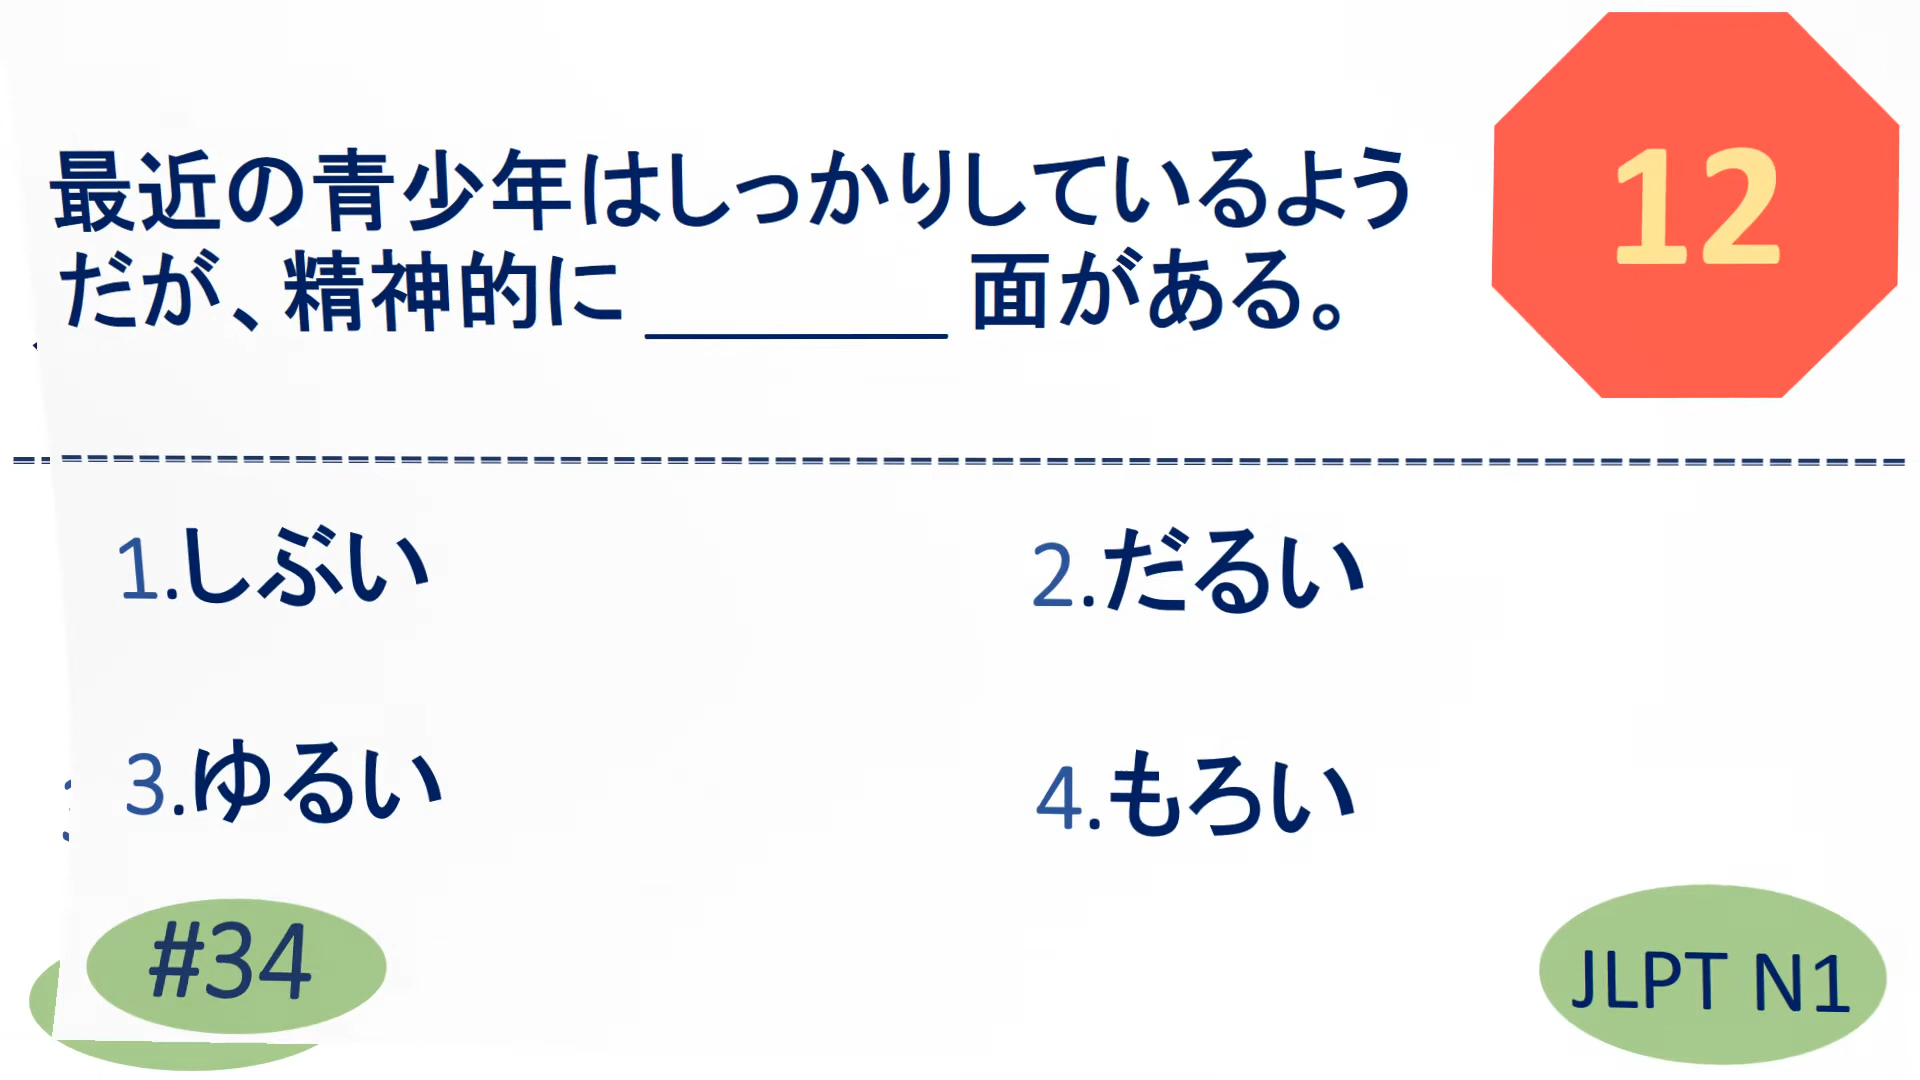 最近の青少年はしっかりしているよう
だが、精神的に ______ 面がある。
12
1.しぶい
2.だるい
3.ゆるい
4.もろい
#34
JLPT N1